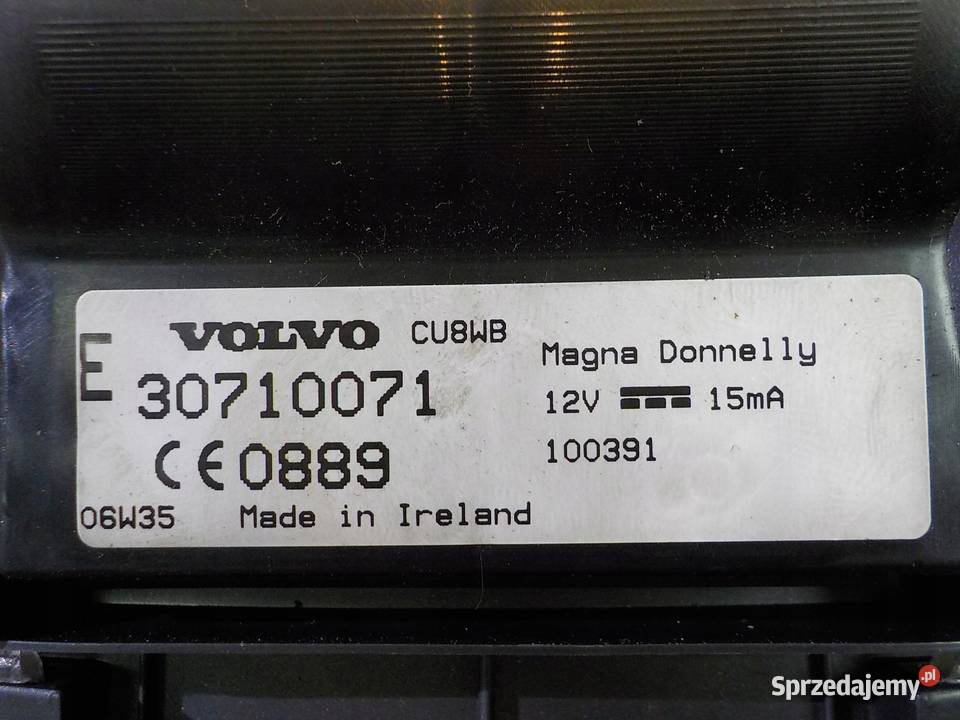 E
VOLVO CU8WB
30710071
CE0889
06W35 Made in Ireland
Magna Donnelly
12V 15mA
100391
Sprzedajemy.pl